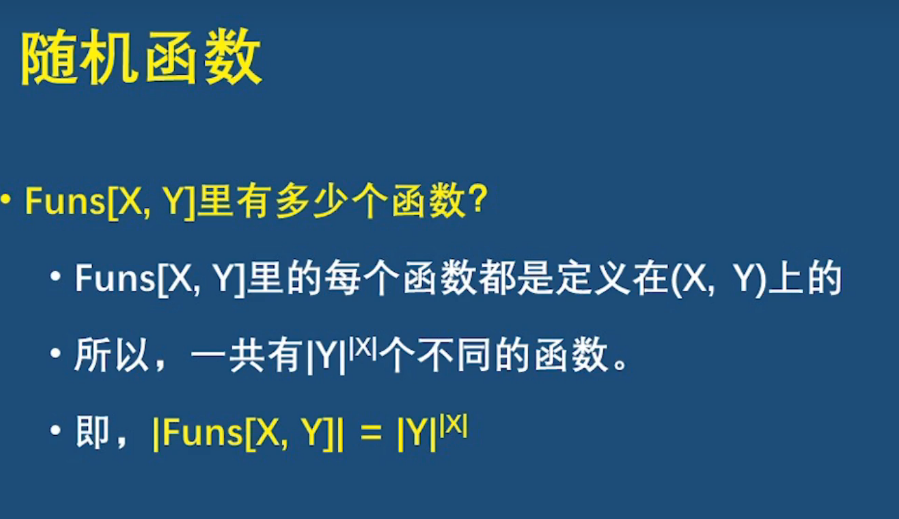 随机函数
• Funs[X, Y]里有多少个函数?
• Funs[X, Y]里的每个函数都是定义在(X, Y)上的
• 所以，一共有|Y|^|X|个不同的函数。
• 即，|Funs[X, Y]| = |Y|^|X|